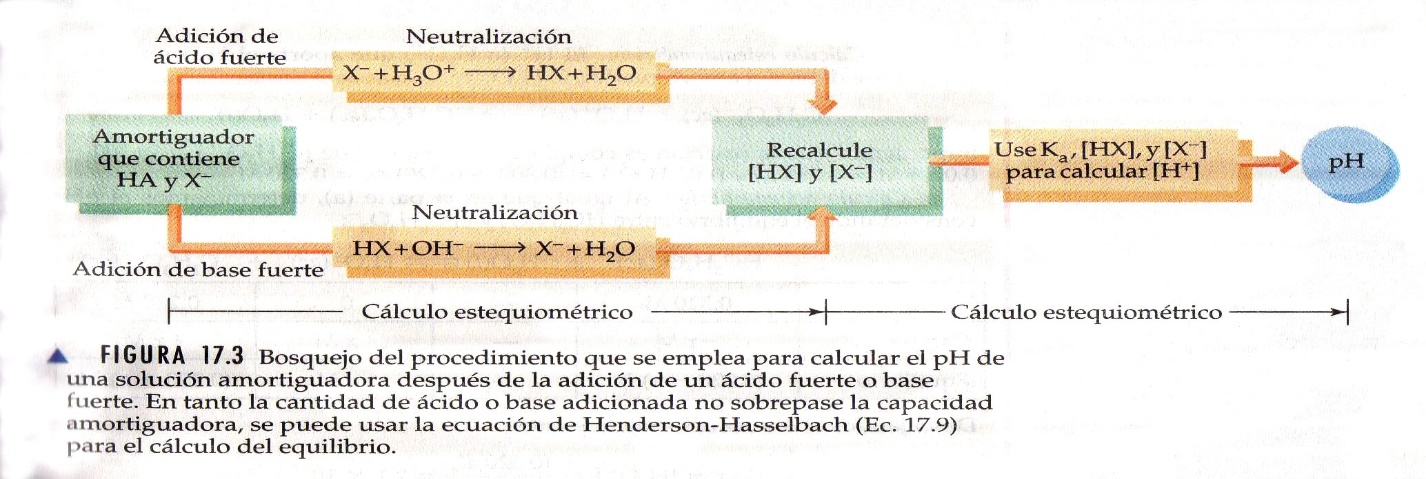 Adición de
ácido fuerte
Neutralización
X⁻ + H₃O⁺ ⟶ HX + H₂O
Amortiguador
que contiene
HA y X⁻
Recalcule
[HX] y [X⁻]
Use Kₐ, [HX], y [X⁻]
para calcular [H⁺]
pH
Neutralización
HX + OH⁻ ⟶ X⁻ + H₂O
Adición de base fuerte
Cálculo estequiométrico
Cálculo estequiométrico
FIGURA 17.3 Bosquejo del procedimiento que se emplea para calcular el pH de
una solución amortiguadora después de la adición de un ácido fuerte o base
fuerte. En tanto la cantidad de ácido o base adicionada no sobrepase la capacidad
amortiguadora, se puede usar la ecuación de Henderson-Hasselbach (Ec. 17.9)
para el cálculo del equilibrio.